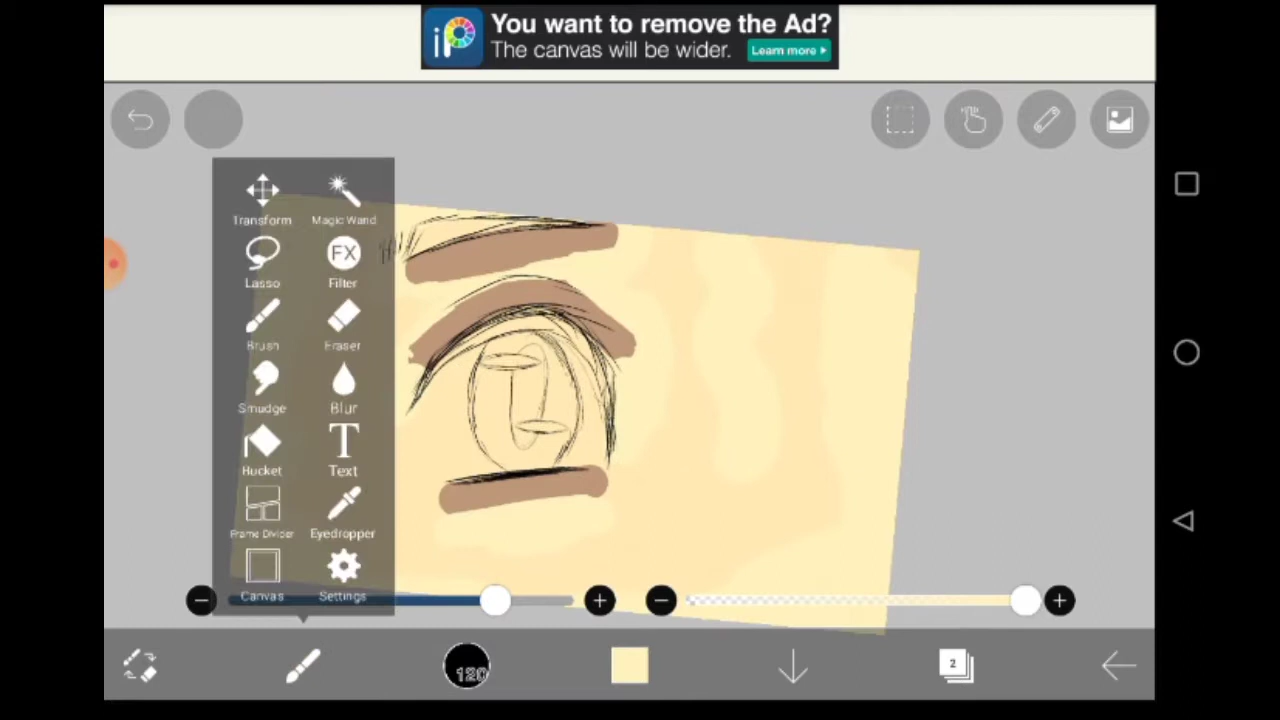 iP
You want to remove the Ad?
The canvas will be wider.
Learn more
Transform
Magic Wand
Lasso
FX
Filter
Brush
Eraser
Smudge
Blur
Bucket
T
Text
Frame Divider
Eyedropper
Canvas
Settings
120
2